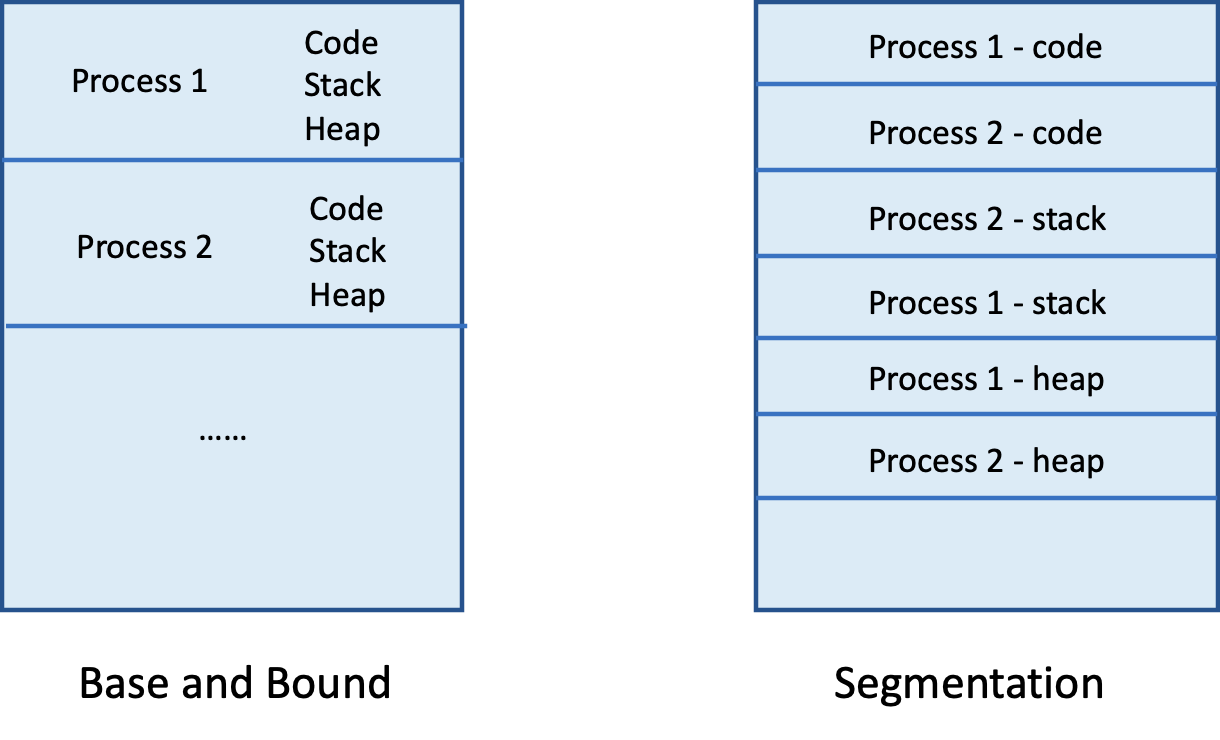 Process 1
Code
Stack
Heap
Process 2
Code
Stack
Heap
......
Base and Bound
Process 1 - code
Process 2 - code
Process 2 - stack
Process 1 - stack
Process 1 - heap
Process 2 - heap
Segmentation